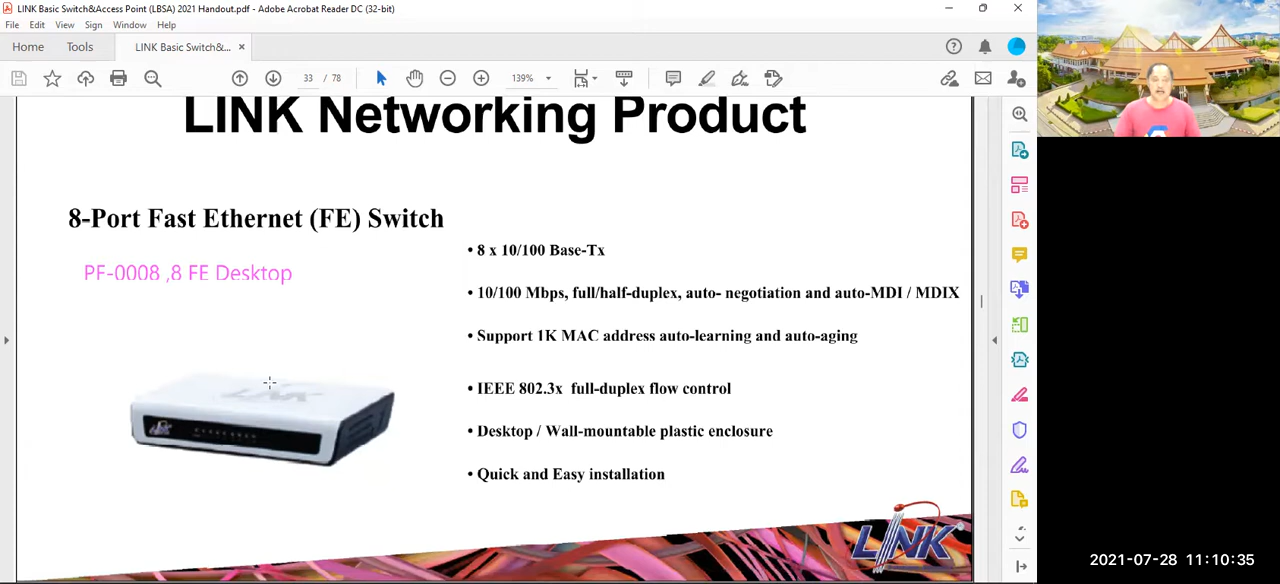 LINK Basic Switch&Access Point (LBSA) 2021 Handout.pdf - Adobe Acrobat Reader DC (32-bit)
File Edit View Sign Window Help
Home Tools LINK Basic Switch&... ×
33 / 78 139%
LINK Networking Product
8-Port Fast Ethernet (FE) Switch
PF-0008 ,8 FE Desktop
• 8 x 10/100 Base-Tx
• 10/100 Mbps, full/half-duplex, auto- negotiation and auto-MDI / MDIX
• Support 1K MAC address auto-learning and auto-aging
• IEEE 802.3x full-duplex flow control
• Desktop / Wall-mountable plastic enclosure
• Quick and Easy installation
LINK
LINK
2021-07-28 11:10:35